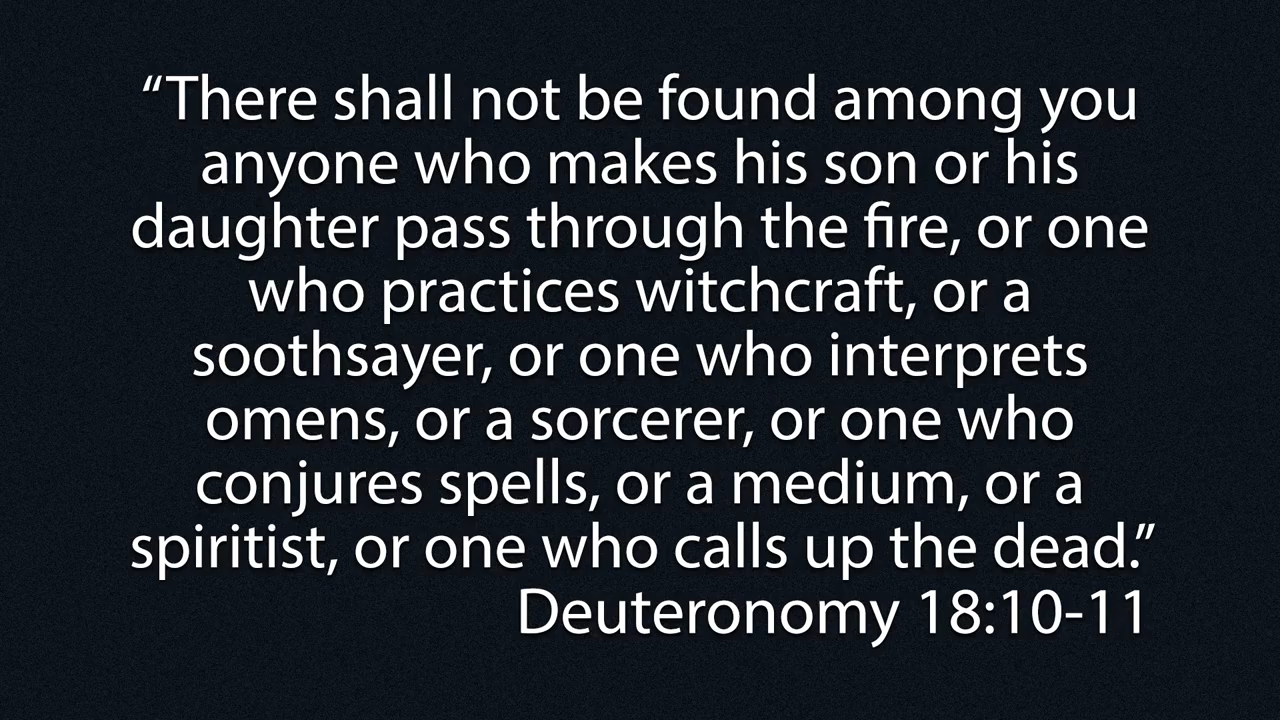 “There shall not be found among you
anyone who makes his son or his
daughter pass through the fire, or one
who practices witchcraft, or a
soothsayer, or one who interprets
omens, or a sorcerer, or one who
conjures spells, or a medium, or a
spiritist, or one who calls up the dead.”
Deuteronomy 18:10-11